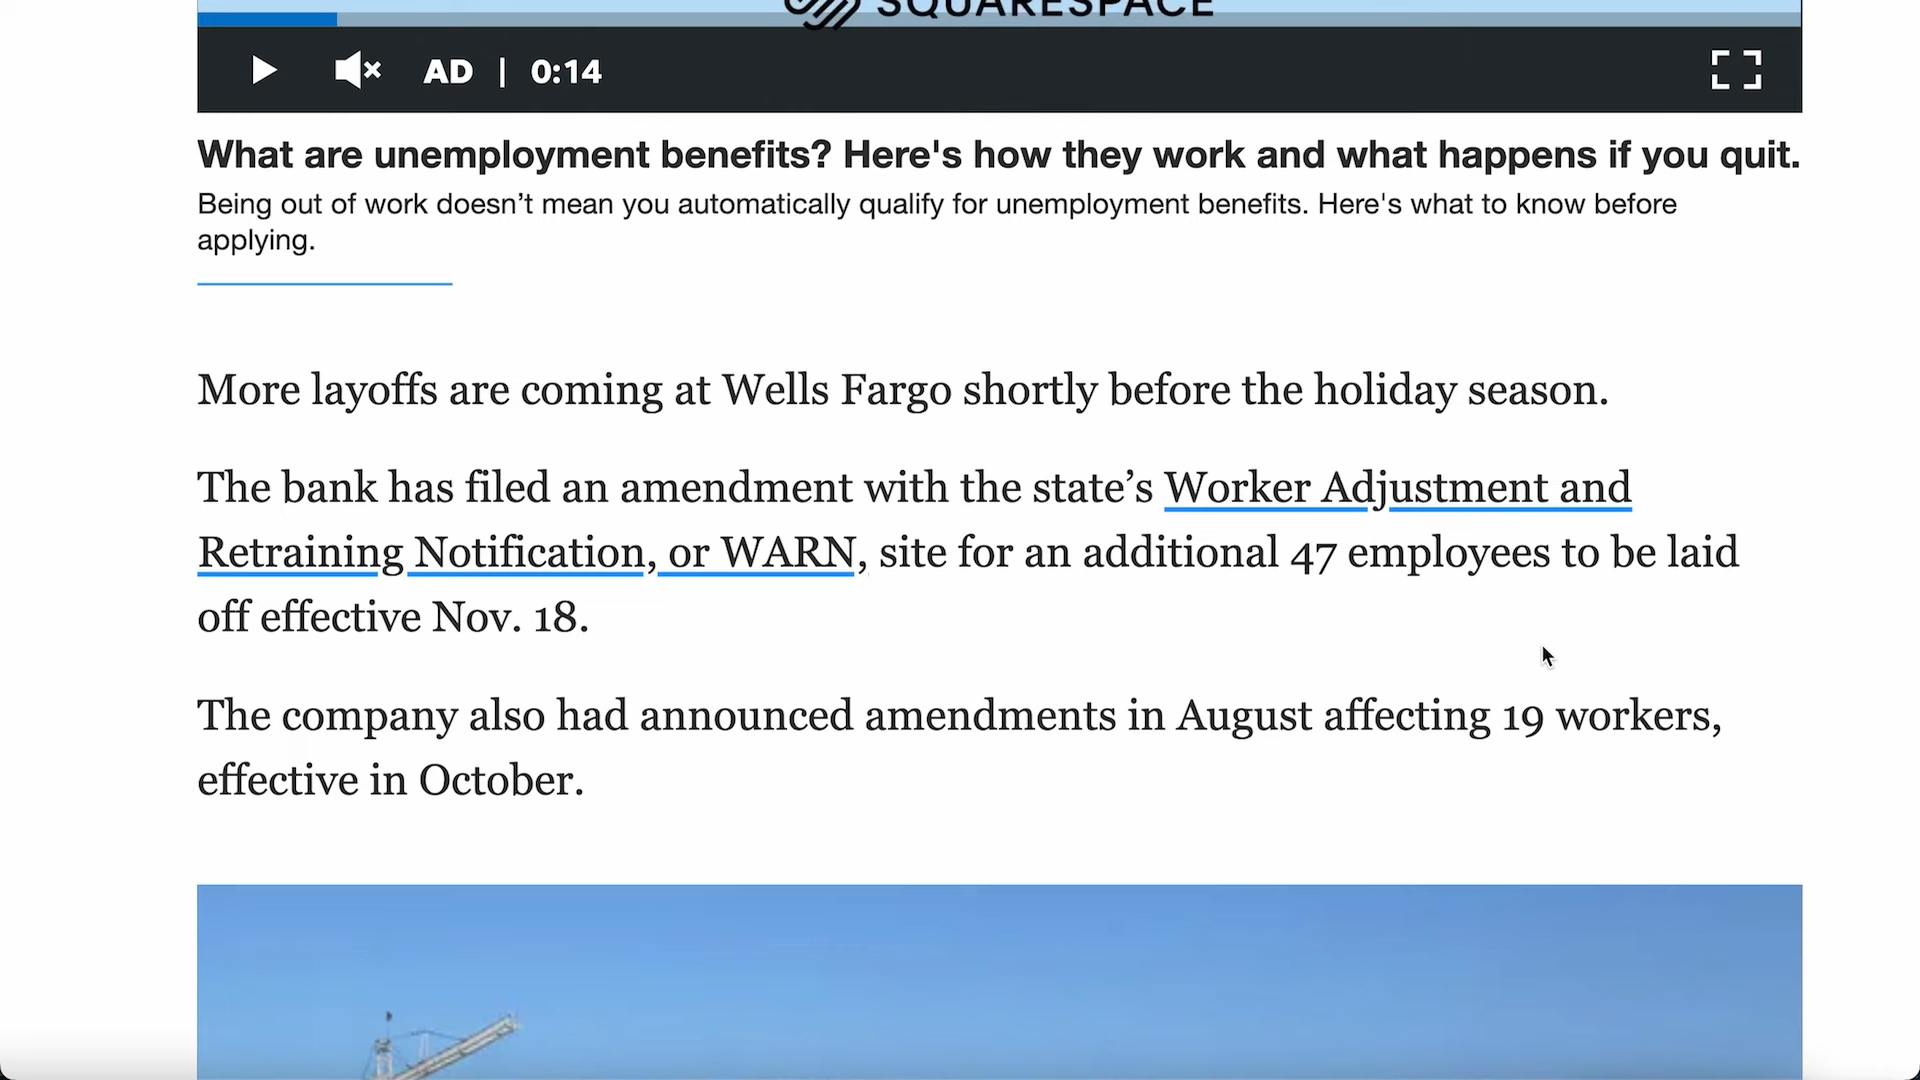 SQUARESPACE
AD | 0:14
What are unemployment benefits? Here's how they work and what happens if you quit.
Being out of work doesn’t mean you automatically qualify for unemployment benefits. Here's what to know before
applying.
More layoffs are coming at Wells Fargo shortly before the holiday season.
The bank has filed an amendment with the state’s Worker Adjustment and
Retraining Notification, or WARN, site for an additional 47 employees to be laid
off effective Nov. 18.
The company also had announced amendments in August affecting 19 workers,
effective in October.